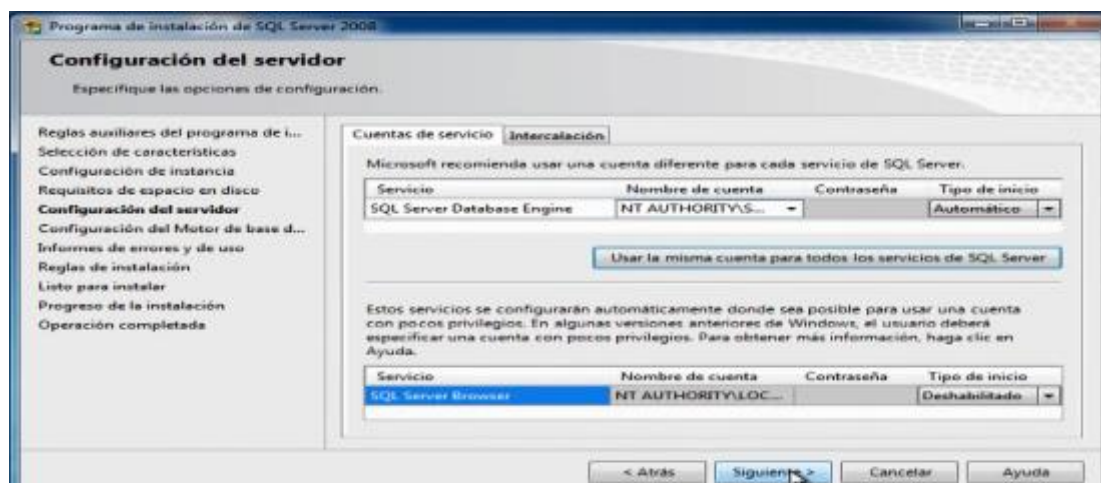 Programa de instalación de SQL Server 2008
Configuración del servidor
Especifique las opciones de configuración.
Reglas auxiliares del programa de i...
Selección de características
Configuración de instancia
Requisitos de espacio en disco
Configuración del servidor
Configuración del Motor de base d...
Informes de errores y de uso
Reglas de instalación
Listo para instalar
Progreso de la instalación
Operación completada
Cuentas de servicio Intercalación
Microsoft recomienda usar una cuenta diferente para cada servicio de SQL Server.
Servicio Nombre de cuenta Contraseña Tipo de inicio
SQL Server Database Engine NT AUTHORITY\S... Automático
Usar la misma cuenta para todos los servicios de SQL Server
Estos servicios se configurarán automáticamente donde sea posible para usar una cuenta
con pocos privilegios. En algunas versiones anteriores de Windows, el usuario deberá
especificar una cuenta con pocos privilegios. Para obtener más información, haga clic en
Ayuda.
Servicio Nombre de cuenta Contraseña Tipo de inicio
SQL Server Browser NT AUTHORITY\LOC... Deshabilitado
< Atrás Siguiente > Cancelar Ayuda